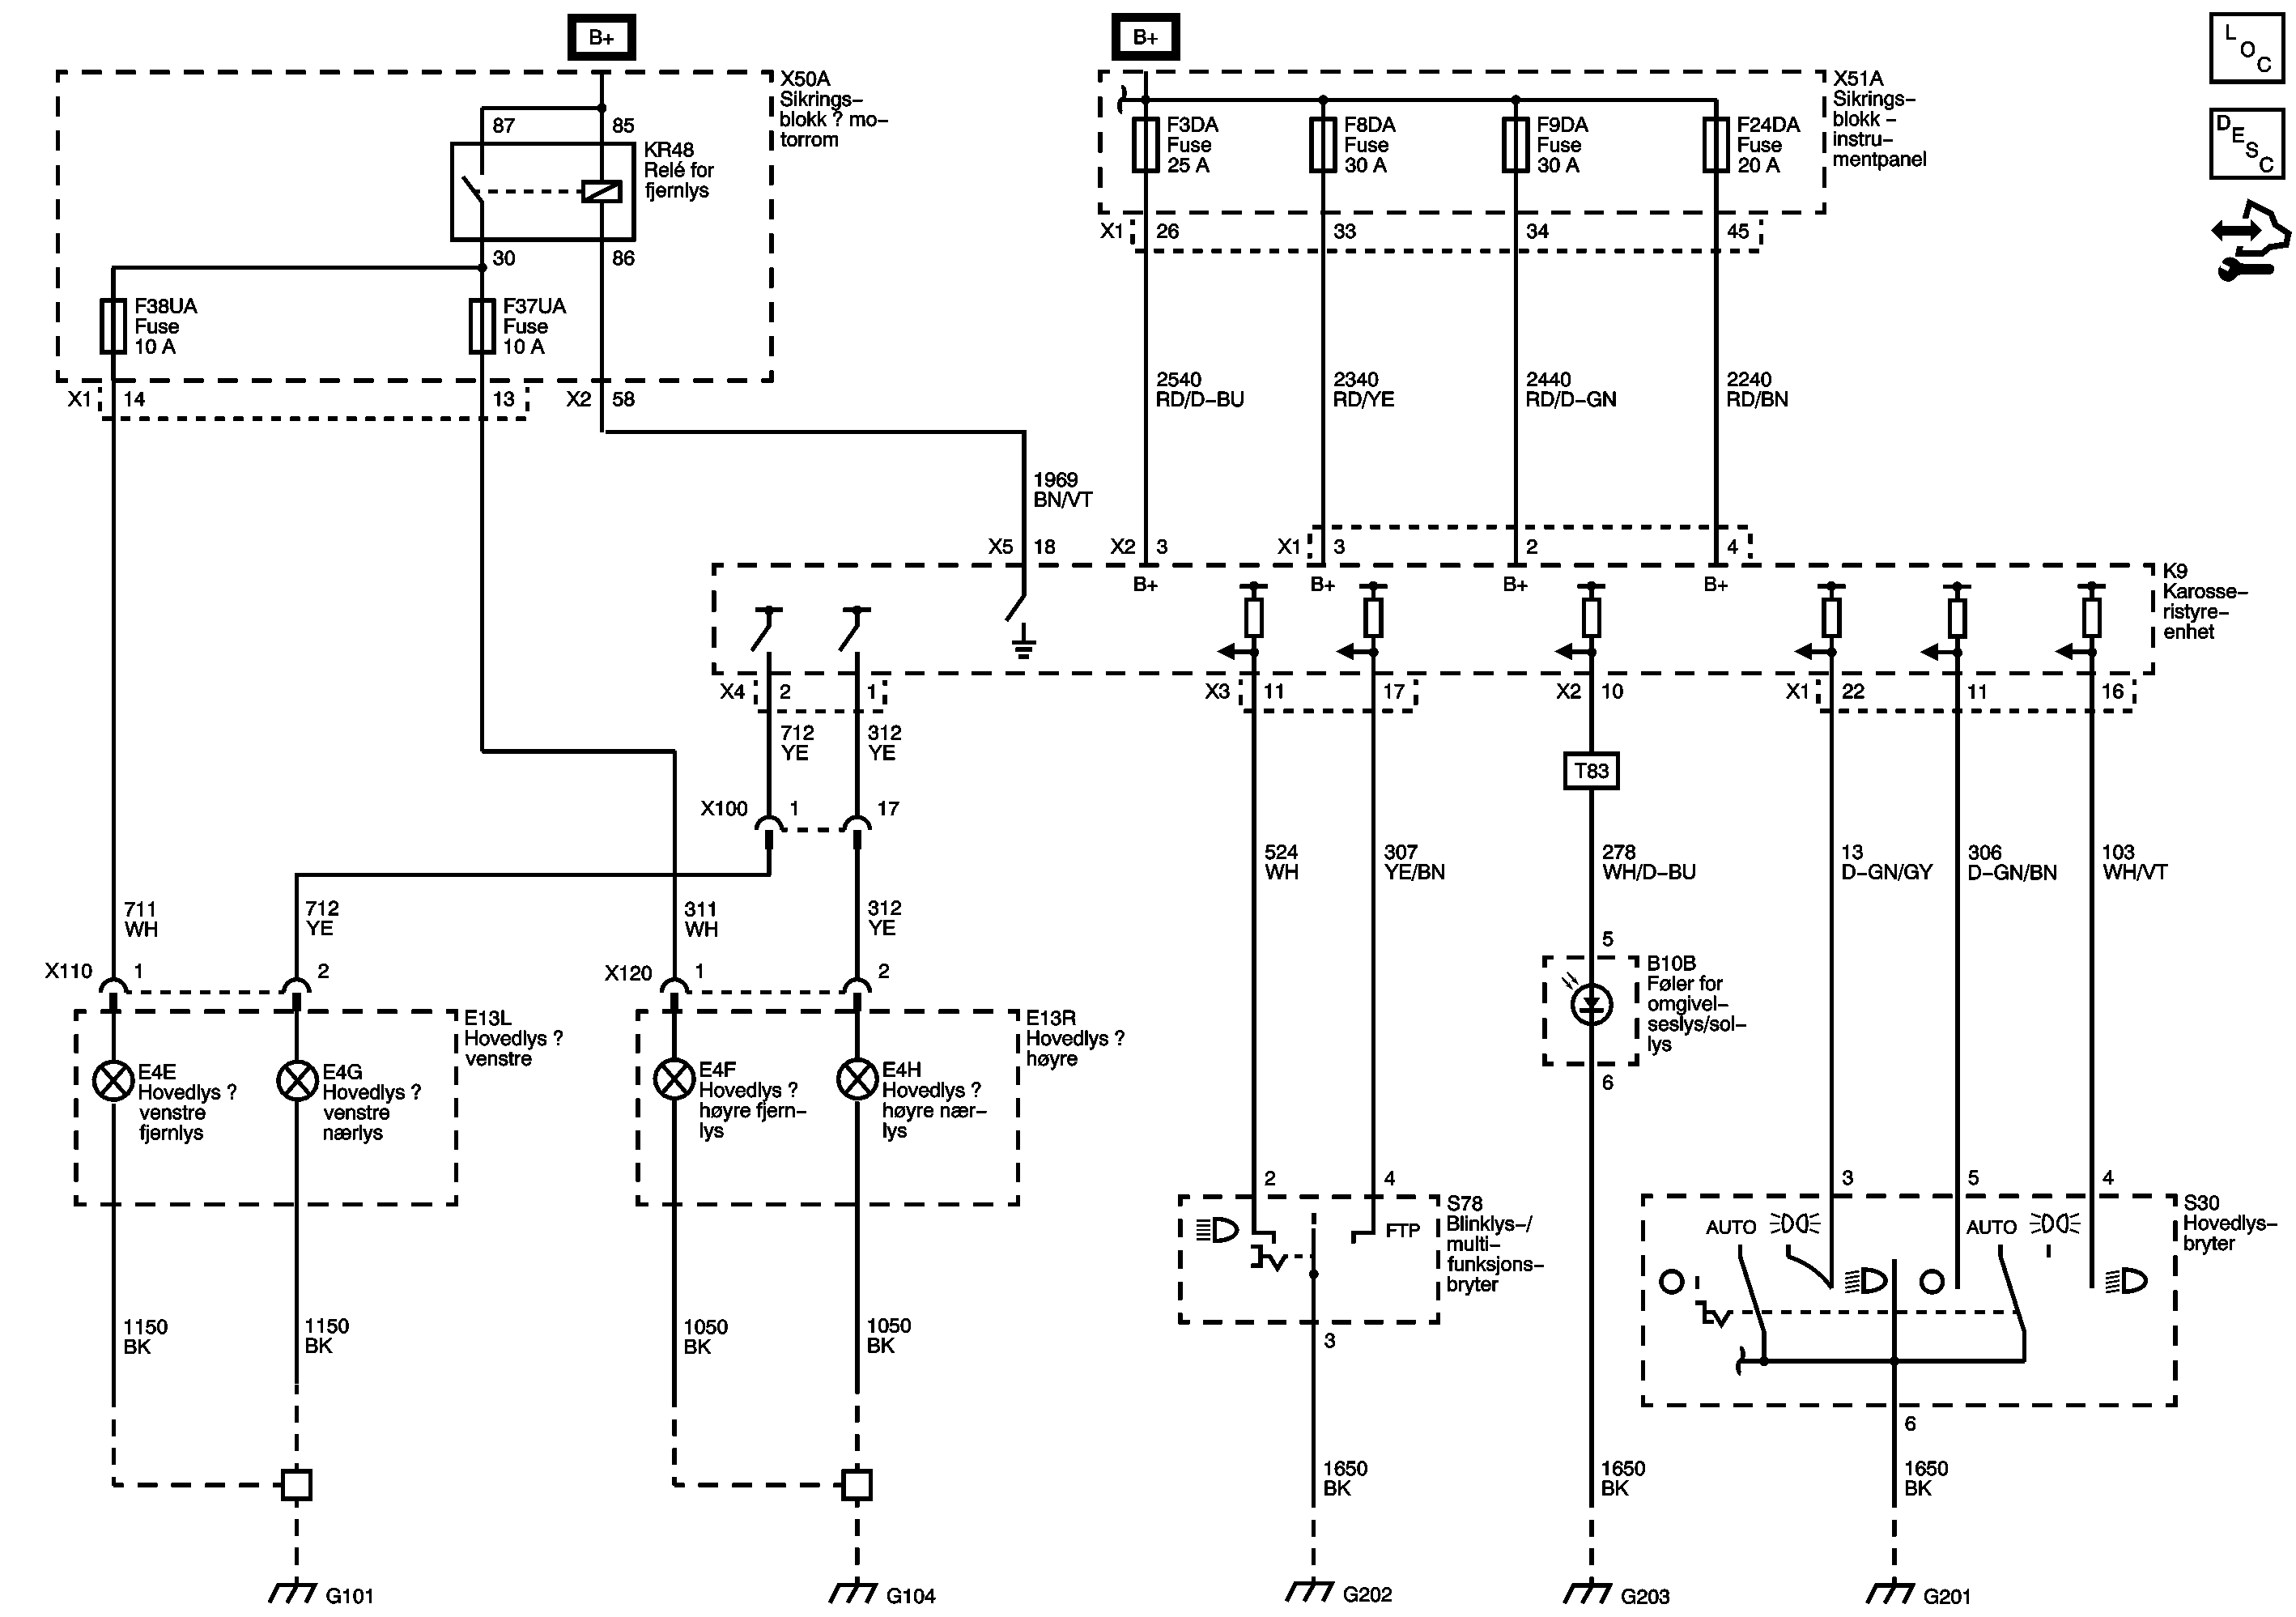 B+
B+
L
O
C
D
E
S
C
X50A
Sikrings–
blokk ? mo–
torrom
87
85
KR48
Relé for
fjernlys
30
86
F38UA
Fuse
10 A
F37UA
Fuse
10 A
X1
14
13
X2
58
X51A
Sikrings–
blokk –
instru–
mentpanel
F3DA
Fuse
25 A
F8DA
Fuse
30 A
F9DA
Fuse
30 A
F24DA
Fuse
20 A
X1
26
33
34
45
2540
RD/D–BU
2340
RD/YE
2440
RD/D–GN
2240
RD/BN
1969
BN/VT
X5
18
X2
3
X1
3
2
4
B+
B+
B+
B+
K9
Karosse–
ristyre–
enhet
X4
2
1
X3
11
17
X2
10
X1
22
11
16
712
YE
312
YE
X100
1
17
T83
524
WH
307
YE/BN
278
WH/D–BU
13
D–GN/GY
306
D–GN/BN
103
WH/VT
711
WH
712
YE
311
WH
312
YE
X110
1
2
X120
1
2
5
B10B
Føler for
omgivel–
seslys/sol–
lys
6
E13L
Hovedlys ?
venstre
E4E
Hovedlys ?
venstre
fjernlys
E4G
Hovedlys ?
venstre
nærlys
E13R
Hovedlys ?
høyre
E4F
Hovedlys ?
høyre fjern–
lys
E4H
Hovedlys ?
høyre nær–
lys
2
4
S78
Blinklys–/
multi–
funksjons–
bryter
FTP
3
3
5
4
S30
Hovedlys–
bryter
AUTO
AUTO
6
1150
BK
1150
BK
1050
BK
1050
BK
1650
BK
1650
BK
1650
BK
G101
G104
G202
G203
G201